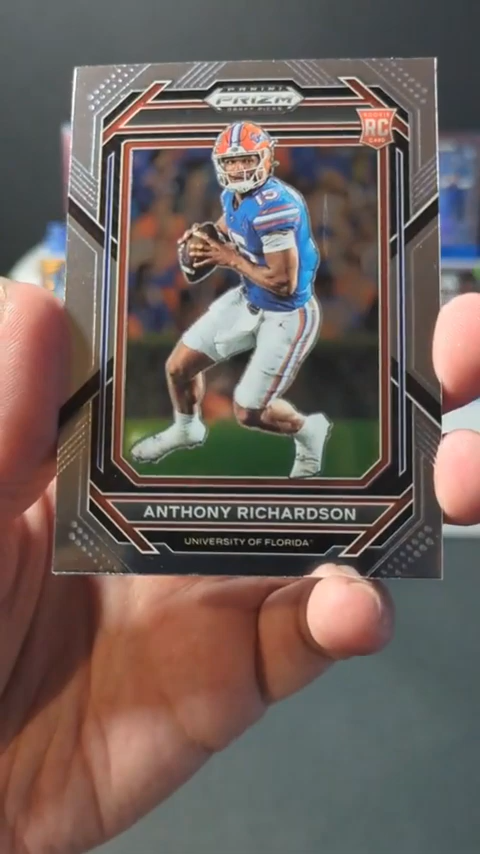 PANINI
PRIZM
DRAFT PICKS
ROOKIE
RC
CARD
15
ANTHONY RICHARDSON
UNIVERSITY OF FLORIDA